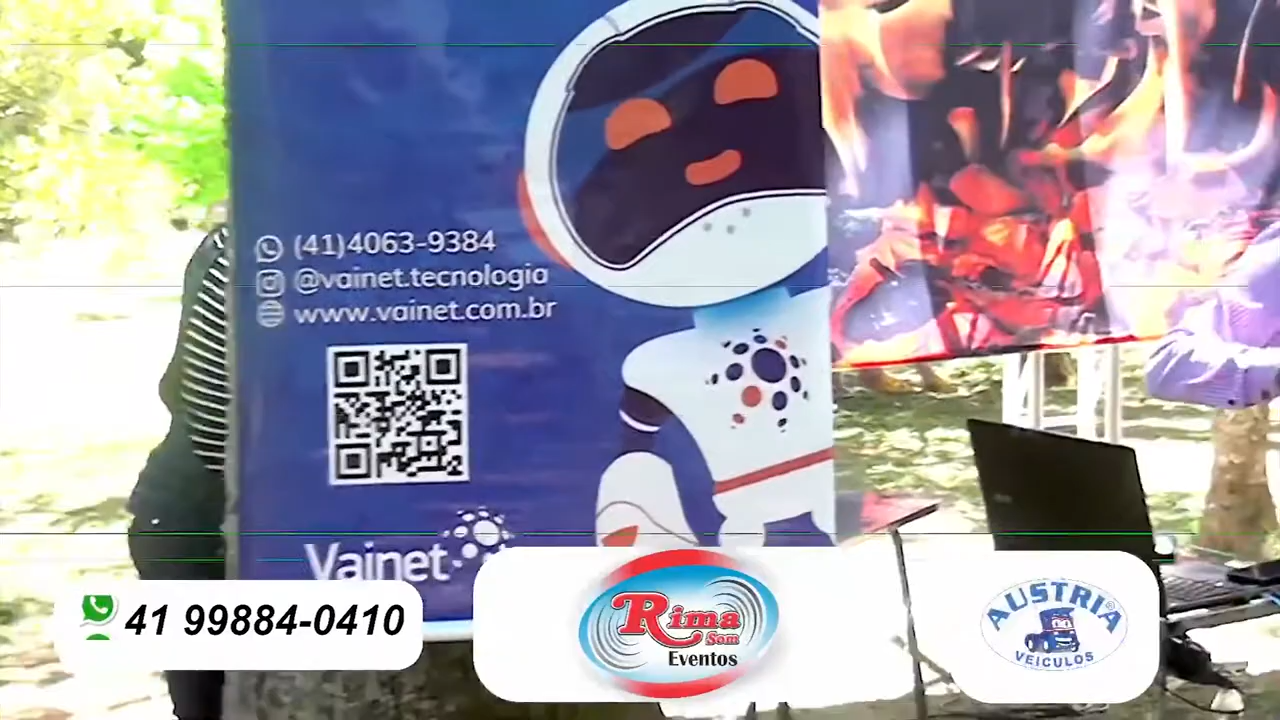 (41)4063-9384
@vainet.tecnologia
www.vainet.com.br
Vainet
41 99884-0410
Rima
Som
Eventos
AUSTRIA
VEICULOS